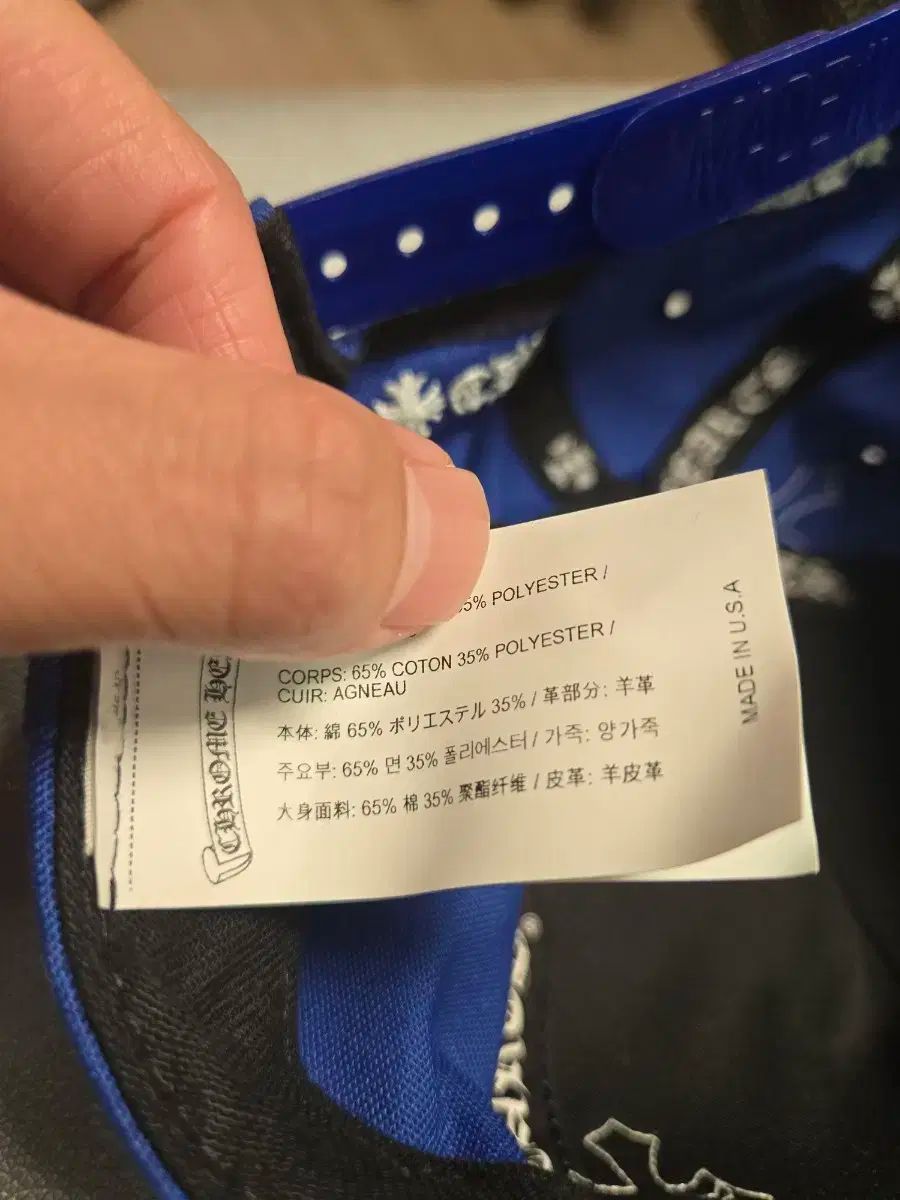 35% POLYESTER /
CORPS: 65% COTON 35% POLYESTER /
CUIR: AGNEAU
本体: 綿 65% ポリエステル 35% / 革部分: 羊革
주요부: 65% 면 35% 폴리에스터 / 가죽: 양가죽
大身面料: 65% 棉 35% 聚酯纤维 / 皮革: 羊皮革
MADE IN U.S.A
CHROME HE